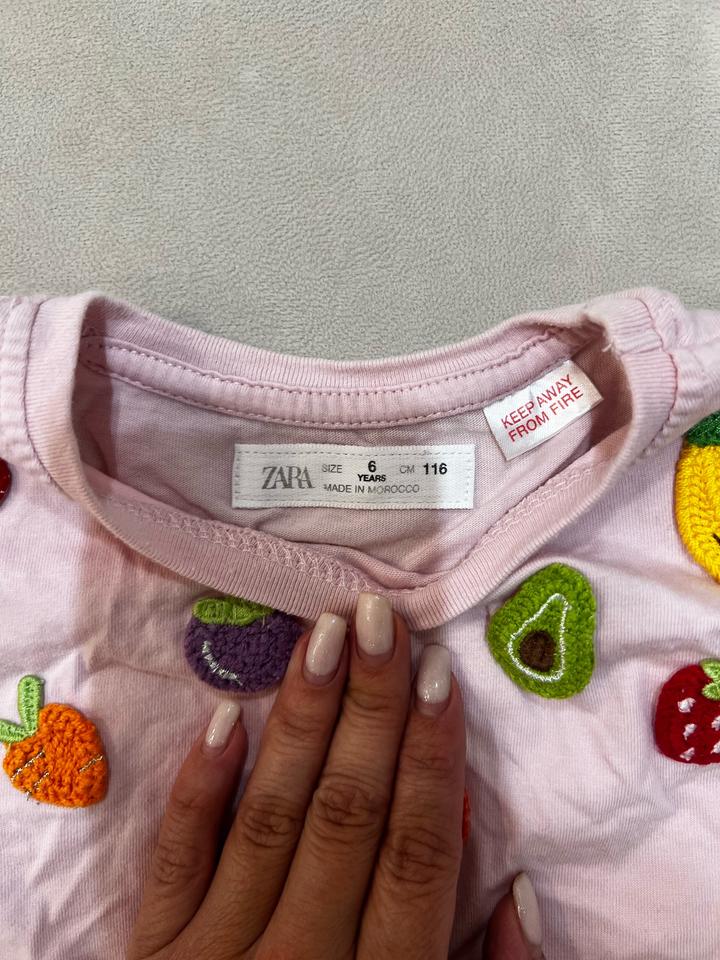 KEEP AWAY
FROM FIRE
ZARA SIZE 6 YEARS CM 116
MADE IN MOROCCO